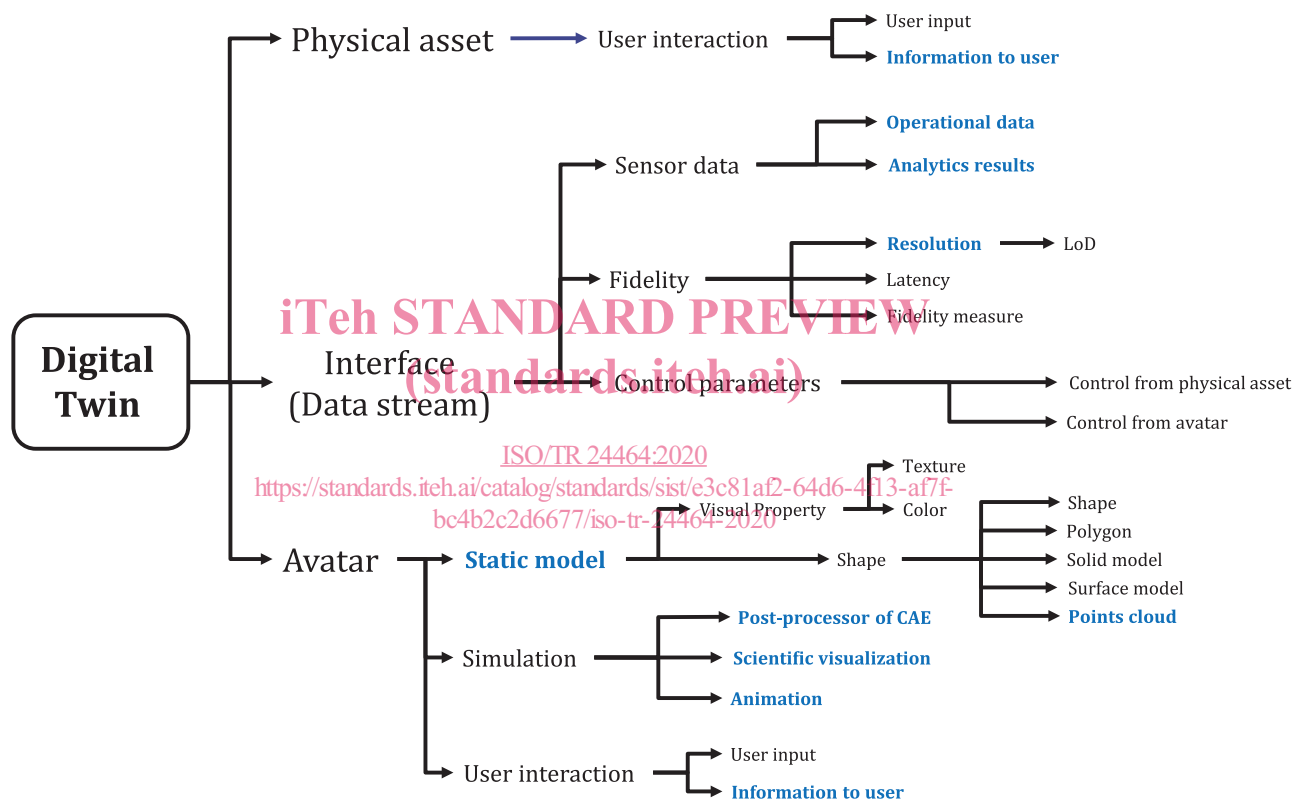 Physical asset
User interaction
User input
Information to user
Operational data
Sensor data
Analytics results
Resolution
LoD
Fidelity
Latency
Fidelity measure
iTeh STANDARD PREVIEW
(standards.iteh.ai)
Digital
Twin
Interface
(Data stream)
Control parameters
Control from physical asset
Control from avatar
ISO/TR 24464:2020
https://standards.iteh.ai/catalog/standards/sist/e3c81af2-64d6-4f13-af7f-
bc4b2c2d6677/iso-tr-24464-2020
Texture
Visual Property
Color
Avatar
Static model
Shape
Shape
Polygon
Solid model
Surface model
Points cloud
Simulation
Post-processor of CAE
Scientific visualization
Animation
User interaction
User input
Information to user